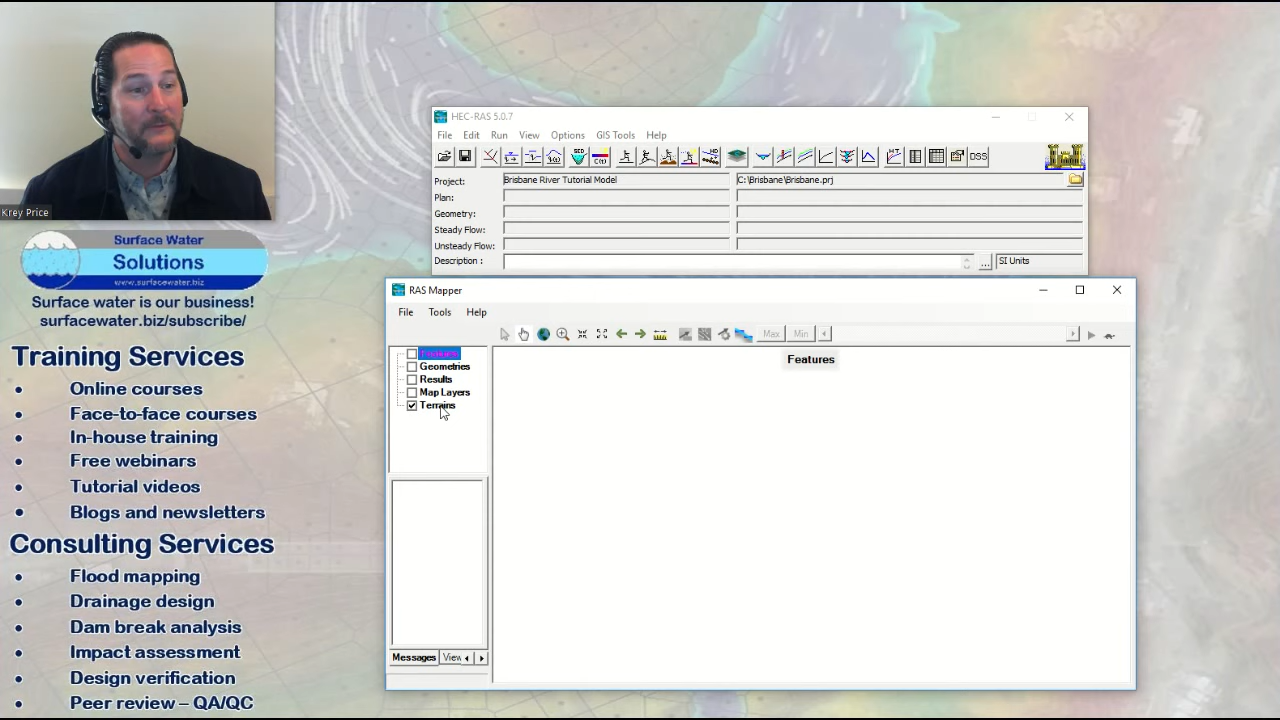 Krey Price
Surface Water
Solutions
www.surfacewater.biz
Surface water is our business!
surfacewater.biz/subscribe/
Training Services
• Online courses
• Face-to-face courses
• In-house training
• Free webinars
• Tutorial videos
• Blogs and newsletters
Consulting Services
• Flood mapping
• Drainage design
• Dam break analysis
• Impact assessment
• Design verification
• Peer review – QA/QC
HEC-RAS 5.0.7
File Edit Run View Options GIS Tools Help
DSS
Project: Brisbane River Tutorial Model C:\Brisbane\Brisbane.prj
Plan:
Geometry:
Steady Flow:
Unsteady Flow:
Description : ... SI Units
RAS Mapper
File Tools Help
Max Min
Features
Geometries
Results
Map Layers
Terrains
Features
Messages View